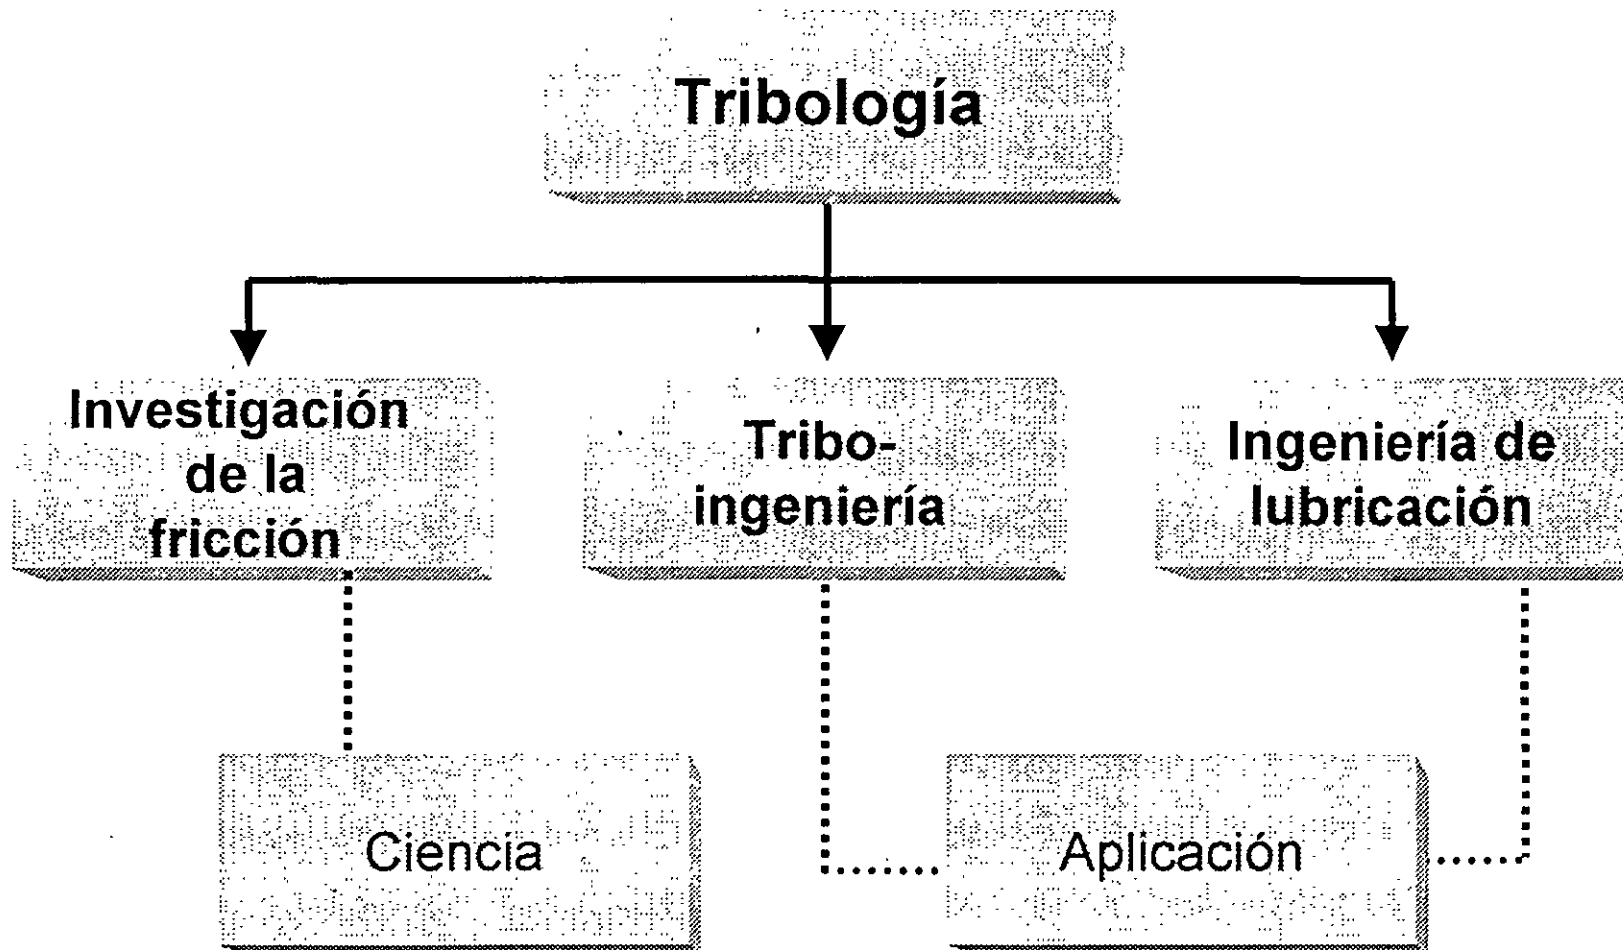 Tribología
Investigación
de la
fricción
Tribo-
ingeniería
Ingeniería de
lubricación
Ciencia
Aplicación